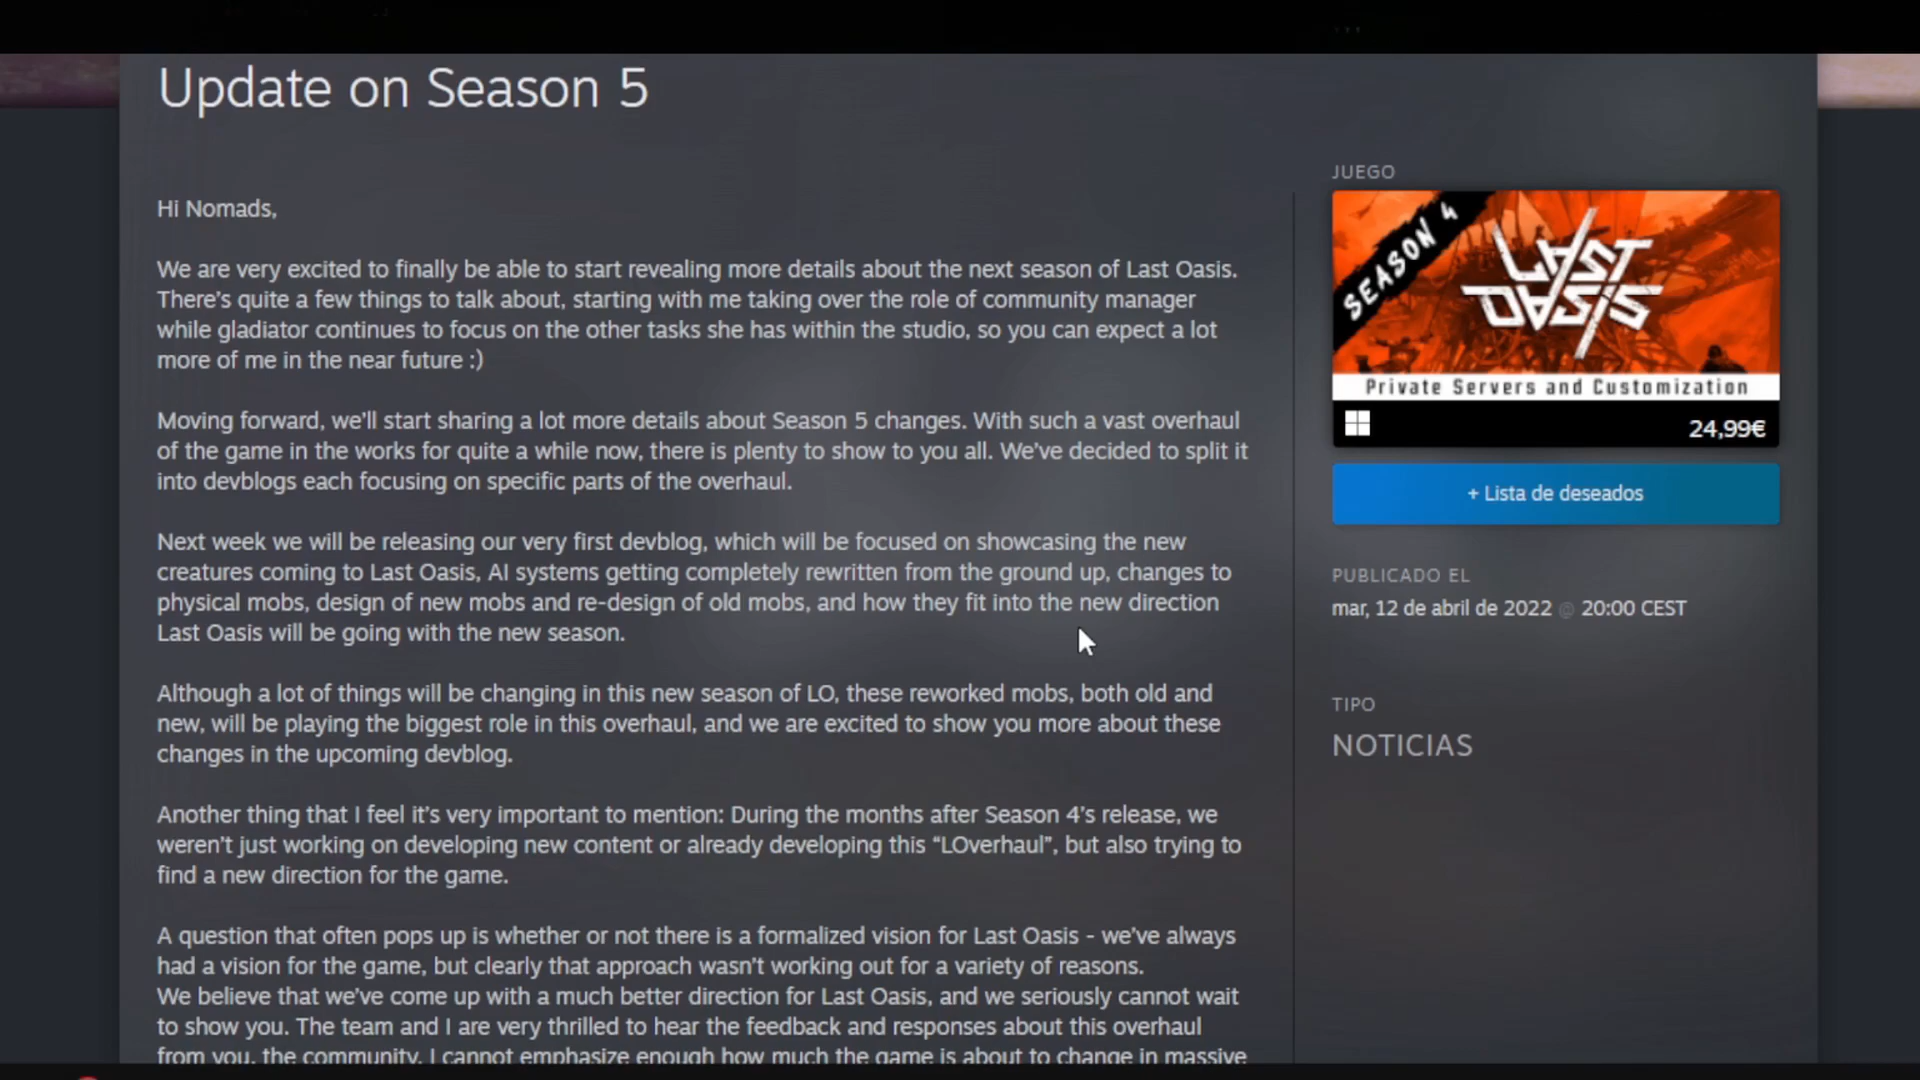 Update on Season 5
Hi Nomads,
We are very excited to finally be able to start revealing more details about the next season of Last Oasis.
There's quite a few things to talk about, starting with me taking over the role of community manager
while gladiator continues to focus on the other tasks she has within the studio, so you can expect a lot
more of me in the near future :)
Moving forward, we'll start sharing a lot more details about Season 5 changes. With such a vast overhaul
of the game in the works for quite a while now, there is plenty to show to you all. We've decided to split it
into devblogs each focusing on specific parts of the overhaul.
Next week we will be releasing our very first devblog, which will be focused on showcasing the new
creatures coming to Last Oasis, AI systems getting completely rewritten from the ground up, changes to
physical mobs, design of new mobs and re-design of old mobs, and how they fit into the new direction
Last Oasis will be going with the new season.
Although a lot of things will be changing in this new season of LO, these reworked mobs, both old and
new, will be playing the biggest role in this overhaul, and we are excited to show you more about these
changes in the upcoming devblog.
Another thing that I feel it's very important to mention: During the months after Season 4's release, we
weren't just working on developing new content or already developing this “LOverhaul”, but also trying to
find a new direction for the game.
A question that often pops up is whether or not there is a formalized vision for Last Oasis - we've always
had a vision for the game, but clearly that approach wasn't working out for a variety of reasons.
We believe that we've come up with a much better direction for Last Oasis, and we seriously cannot wait
to show you. The team and I are very thrilled to hear the feedback and responses about this overhaul
from you, the community. I cannot emphasize enough how much the game is about to change in massive
JUEGO
SEASON 4
LAST
OASIS
Private Servers and Customization
24,99€
+ Lista de deseados
PUBLICADO EL
mar, 12 de abril de 2022 @ 20:00 CEST
TIPO
NOTICIAS